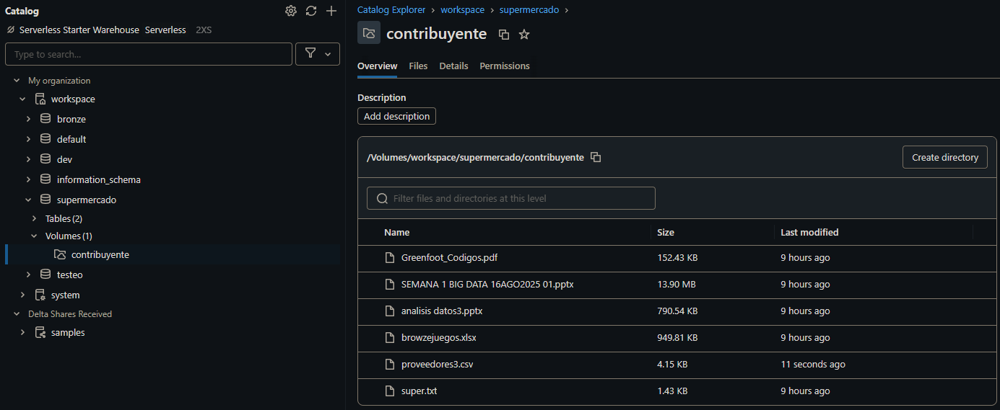 Catalog
Serverless Starter Warehouse Serverless 2XS
Type to search...
My organization
workspace
bronze
default
dev
information_schema
supermercado
Tables (2)
Volumes (1)
contribuyente
testeo
system
Delta Shares Received
samples
Catalog Explorer > workspace > supermercado >
contribuyente
Overview Files Details Permissions
Description
Add description
/Volumes/workspace/supermercado/contribuyente Create directory
Filter files and directories at this level
Name Size Last modified
Greenfoot_Codigos.pdf 152.43 KB 9 hours ago
SEMANA 1 BIG DATA 16AGO2025 01.pptx 13.90 MB 9 hours ago
analisis datos3.pptx 790.54 KB 9 hours ago
browzejuegos.xlsx 949.81 KB 9 hours ago
proveedores3.csv 4.15 KB 11 seconds ago
super.txt 1.43 KB 9 hours ago